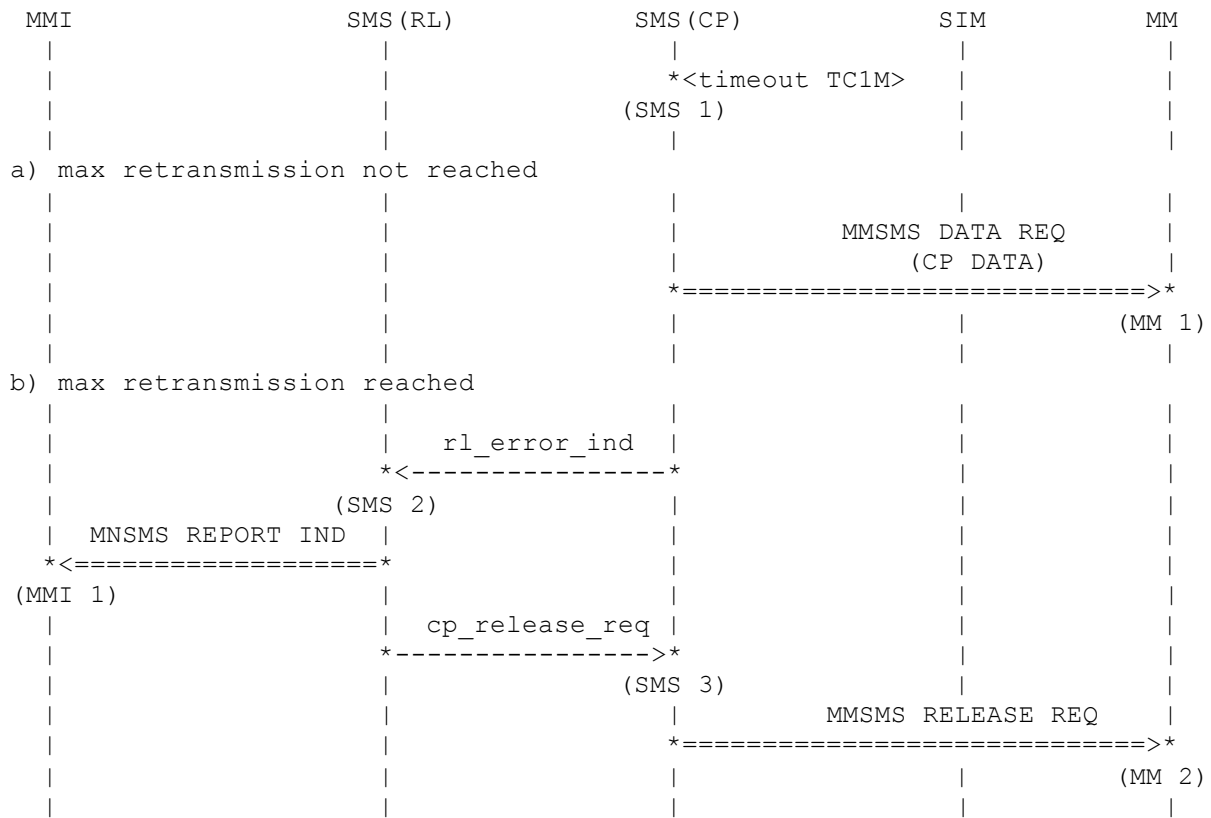 MMI SMS(RL) SMS(CP) SIM MM
*<timeout TC1M>
(SMS 1)
a) max retransmission not reached
MMSMS DATA REQ
(CP DATA)
*=============================>*
(MM 1)
b) max retransmission reached
rl_error_ind
*<----------------*
(SMS 2)
MNSMS REPORT IND
*<===================*
(MMI 1)
cp_release_req
*---------------->*
(SMS 3)
MMSMS RELEASE REQ
*=============================>*
(MM 2)